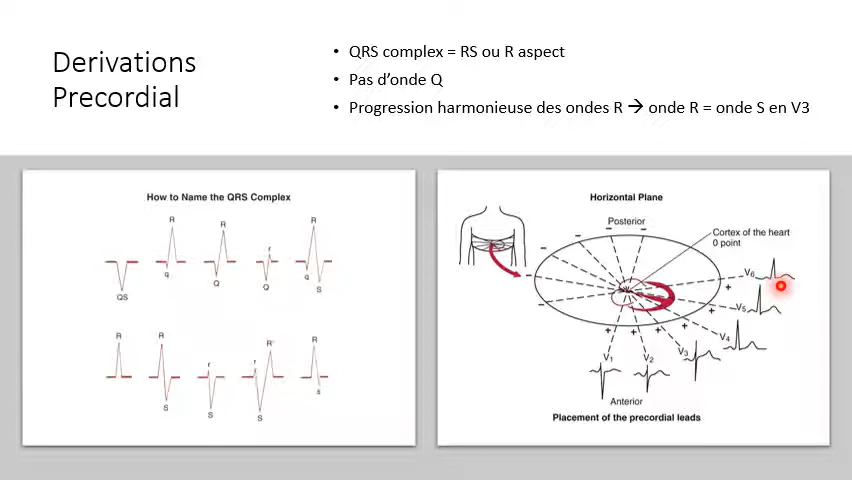 Derivations
Precordial
• QRS complex = RS ou R aspect
• Pas d'onde Q
• Progression harmonieuse des ondes R → onde R = onde S en V3
How to Name the QRS Complex
R
R
r
R
q
Q
Q
q
S
QS
R
R
r
r
R'
R
S
S
S
s
Horizontal Plane
Posterior
Cortex of the heart
0 point
V6
V5
V4
V3
V1
V2
Anterior
Placement of the precordial leads